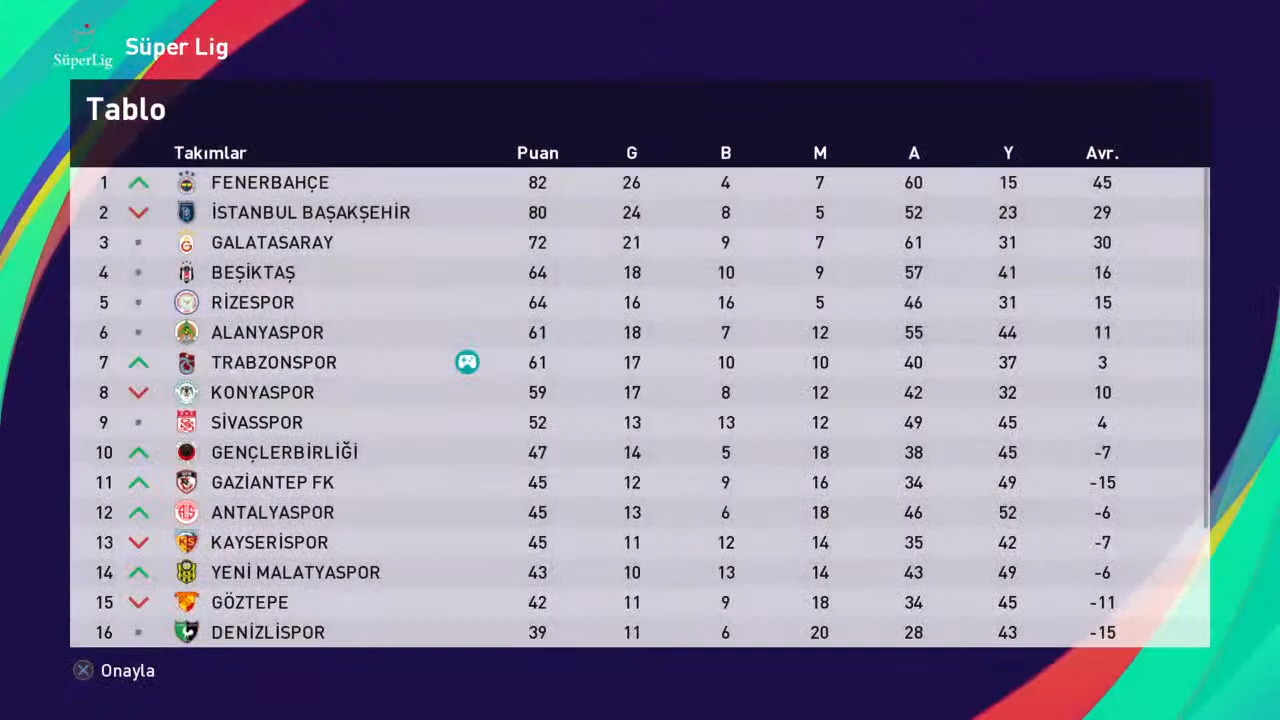 SüperLig Süper Lig
Tablo
Takımlar Puan G B M A Y Avr.
1 FENERBAHÇE 82 26 4 7 60 15 45
2 İSTANBUL BAŞAKŞEHİR 80 24 8 5 52 23 29
3 GALATASARAY 72 21 9 7 61 31 30
4 BEŞİKTAŞ 64 18 10 9 57 41 16
5 RİZESPOR 64 16 16 5 46 31 15
6 ALANYASPOR 61 18 7 12 55 44 11
7 TRABZONSPOR 61 17 10 10 40 37 3
8 KONYASPOR 59 17 8 12 42 32 10
9 SİVASSPOR 52 13 13 12 49 45 4
10 GENÇLERBİRLİĞİ 47 14 5 18 38 45 -7
11 GAZİANTEP FK 45 12 9 16 34 49 -15
12 ANTALYASPOR 45 13 6 18 46 52 -6
13 KAYSERİSPOR 45 11 12 14 35 42 -7
14 YENİ MALATYASPOR 43 10 13 14 43 49 -6
15 GÖZTEPE 42 11 9 18 34 45 -11
16 DENİZLİSPOR 39 11 6 20 28 43 -15
Onayla